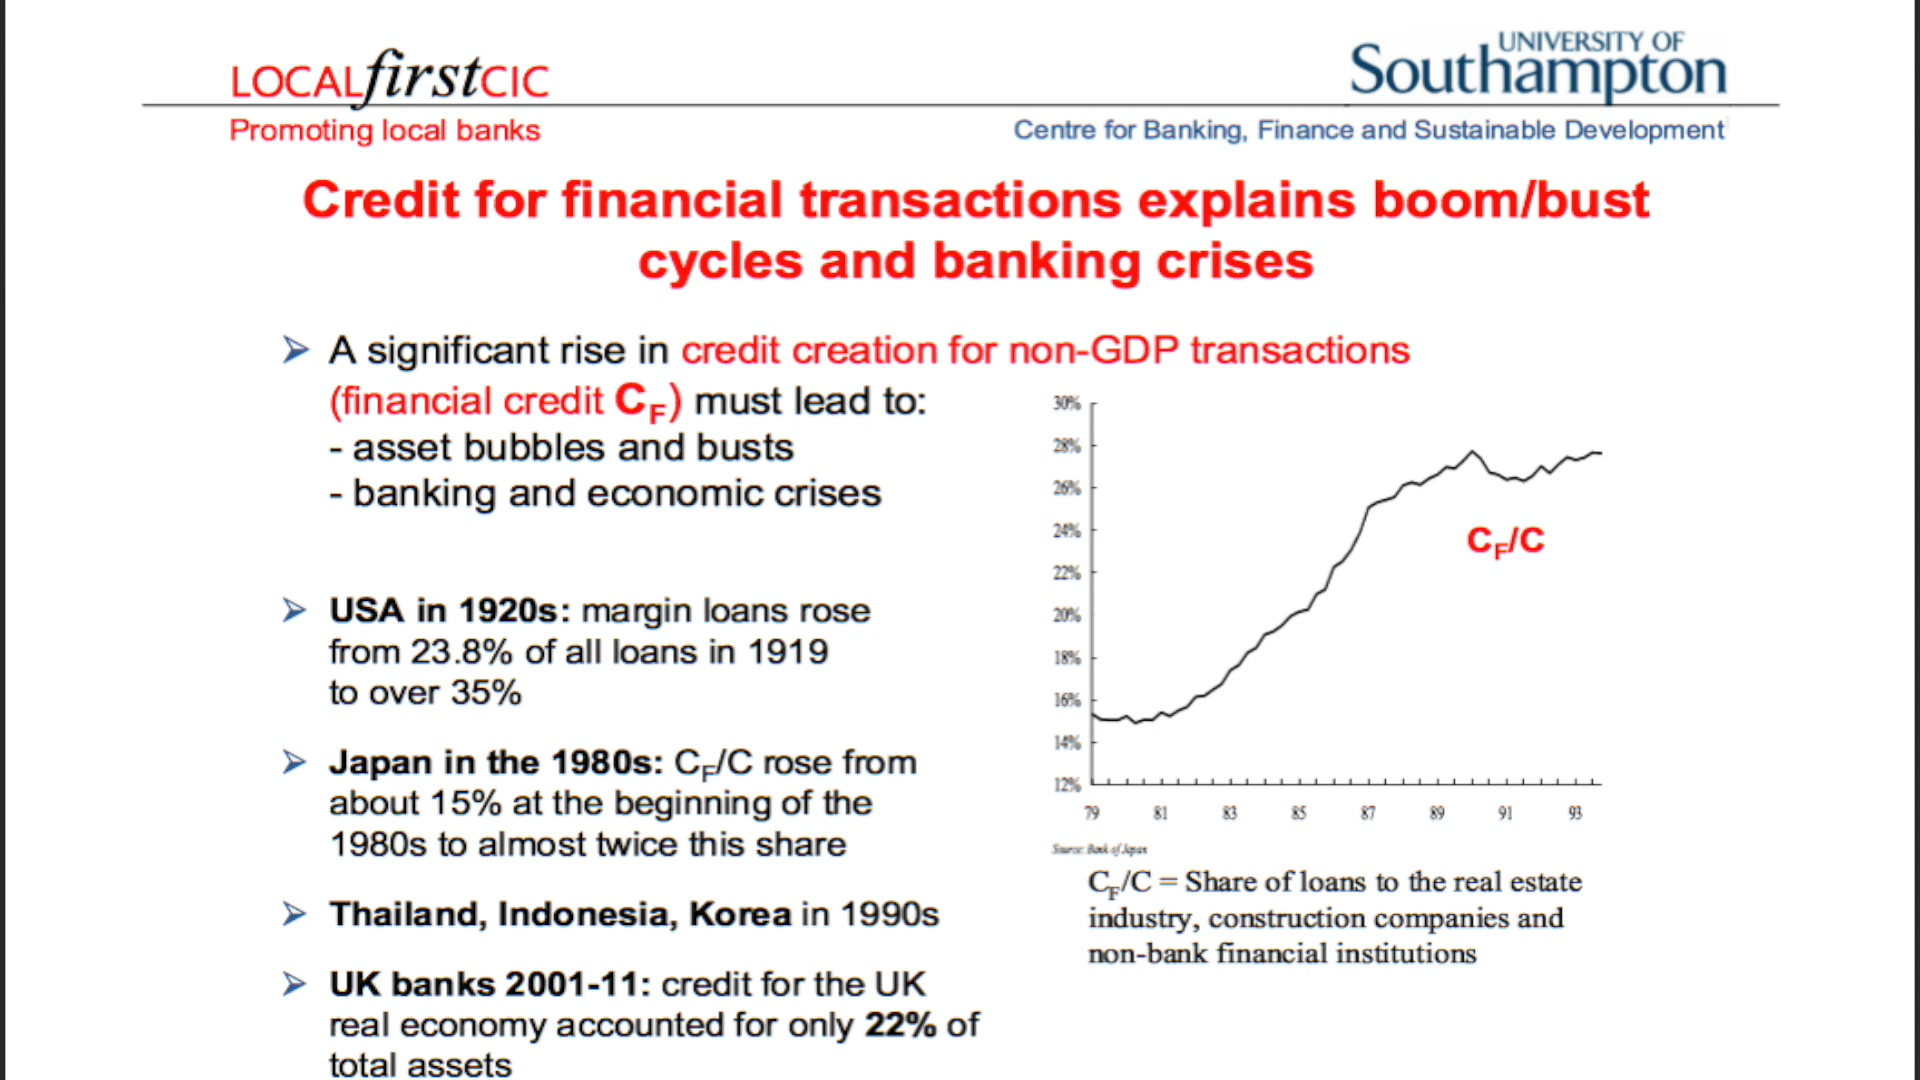 LOCALfirstCIC
Promoting local banks
UNIVERSITY OF
Southampton
Centre for Banking, Finance and Sustainable Development
Credit for financial transactions explains boom/bust
cycles and banking crises
➢ A significant rise in credit creation for non-GDP transactions
(financial credit CF) must lead to:
- asset bubbles and busts
- banking and economic crises
➢ USA in 1920s: margin loans rose
from 23.8% of all loans in 1919
to over 35%
➢ Japan in the 1980s: CF/C rose from
about 15% at the beginning of the
1980s to almost twice this share
➢ Thailand, Indonesia, Korea in 1990s
➢ UK banks 2001-11: credit for the UK
real economy accounted for only 22% of
total assets
30%
28%
26%
24%
22%
20%
18%
16%
14%
12%
CF/C
79 81 83 85 87 89 91 93
Source: Bank of Japan
CF/C = Share of loans to the real estate
industry, construction companies and
non-bank financial institutions